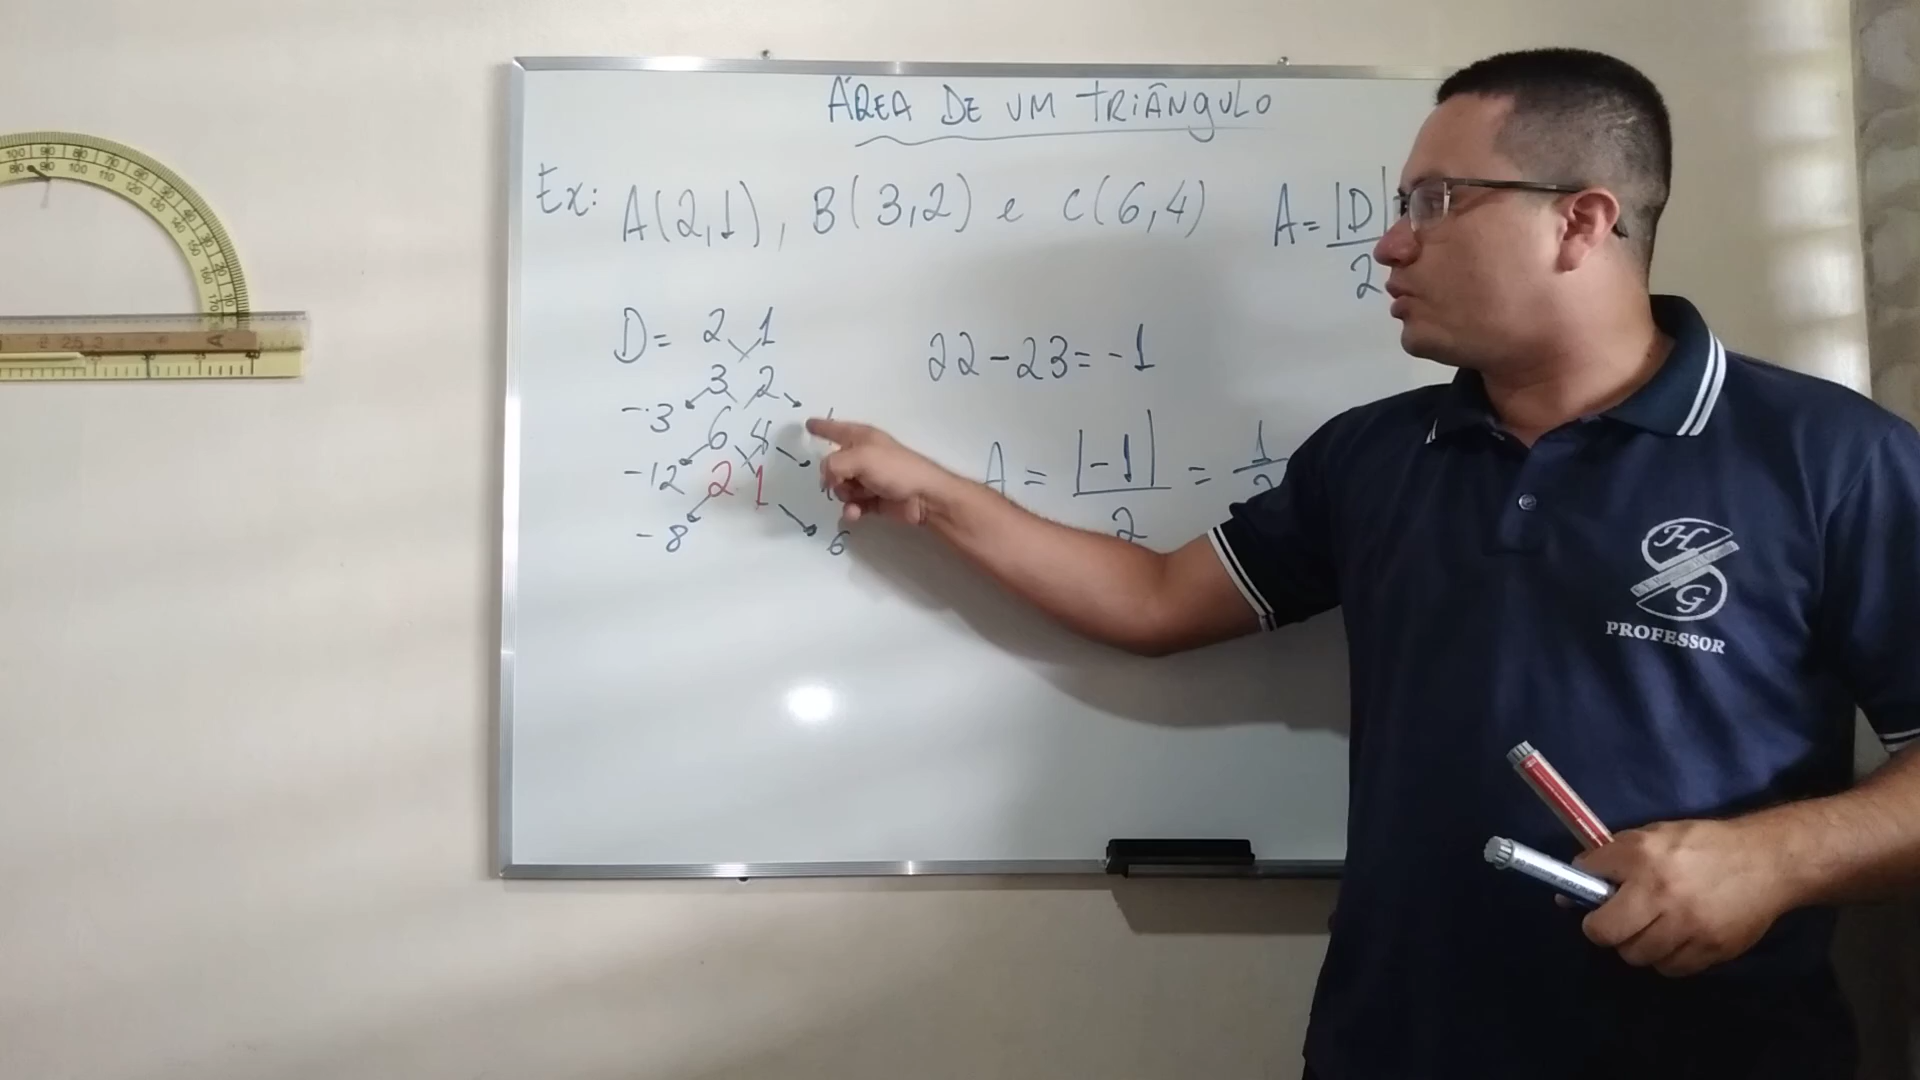 ÁREA DE UM TRIÂNGULO
Ex: A(2,1), B(3,2) e C(6,4)
A = |D|
2
D = 2 1
3 2
-3
6 4
-12 2 1
-8 6
22 - 23 = -1
A = |-1| = 1
2
H
G
PROFESSOR